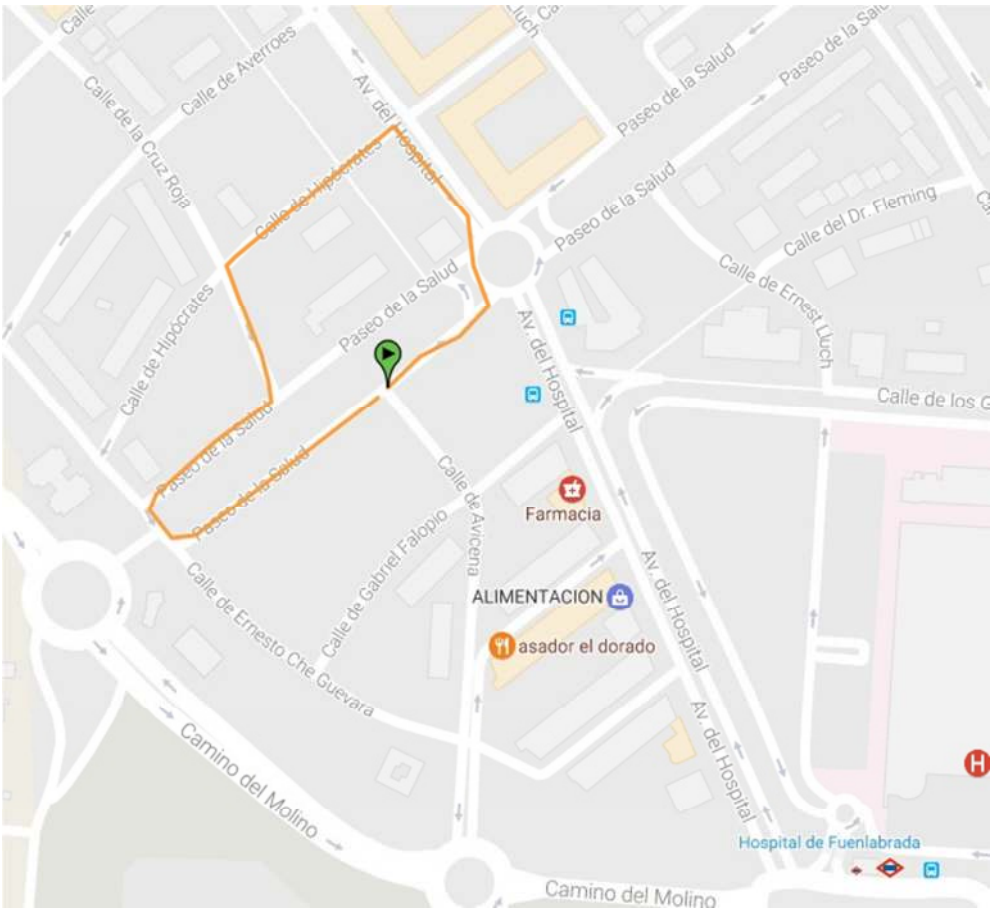 Calle
Calle de Averroes
Calle de la Cruz Roja
Av. del Hospital
Lluch
Paseo de la Salud
Paseo de la Salu
Calle de Hipócrates
Paseo de la Salud
Calle del Dr. Fleming
Ca
Calle de Ernest Lluch
Calle de Hipócrates
Paseo de la Salud
Av. del Hospital
Calle de los G
Paseo de la Salud
Paseo de la Salud
Calle de Avicena
Farmacia
Calle de Gabriel Falopio
Av. del Hospital
ALIMENTACION
asador el dorado
Calle de Ernesto Che Guevara
Av. del Hospital
Camino del Molino
H
Hospital de Fuenlabrada
Camino del Molino